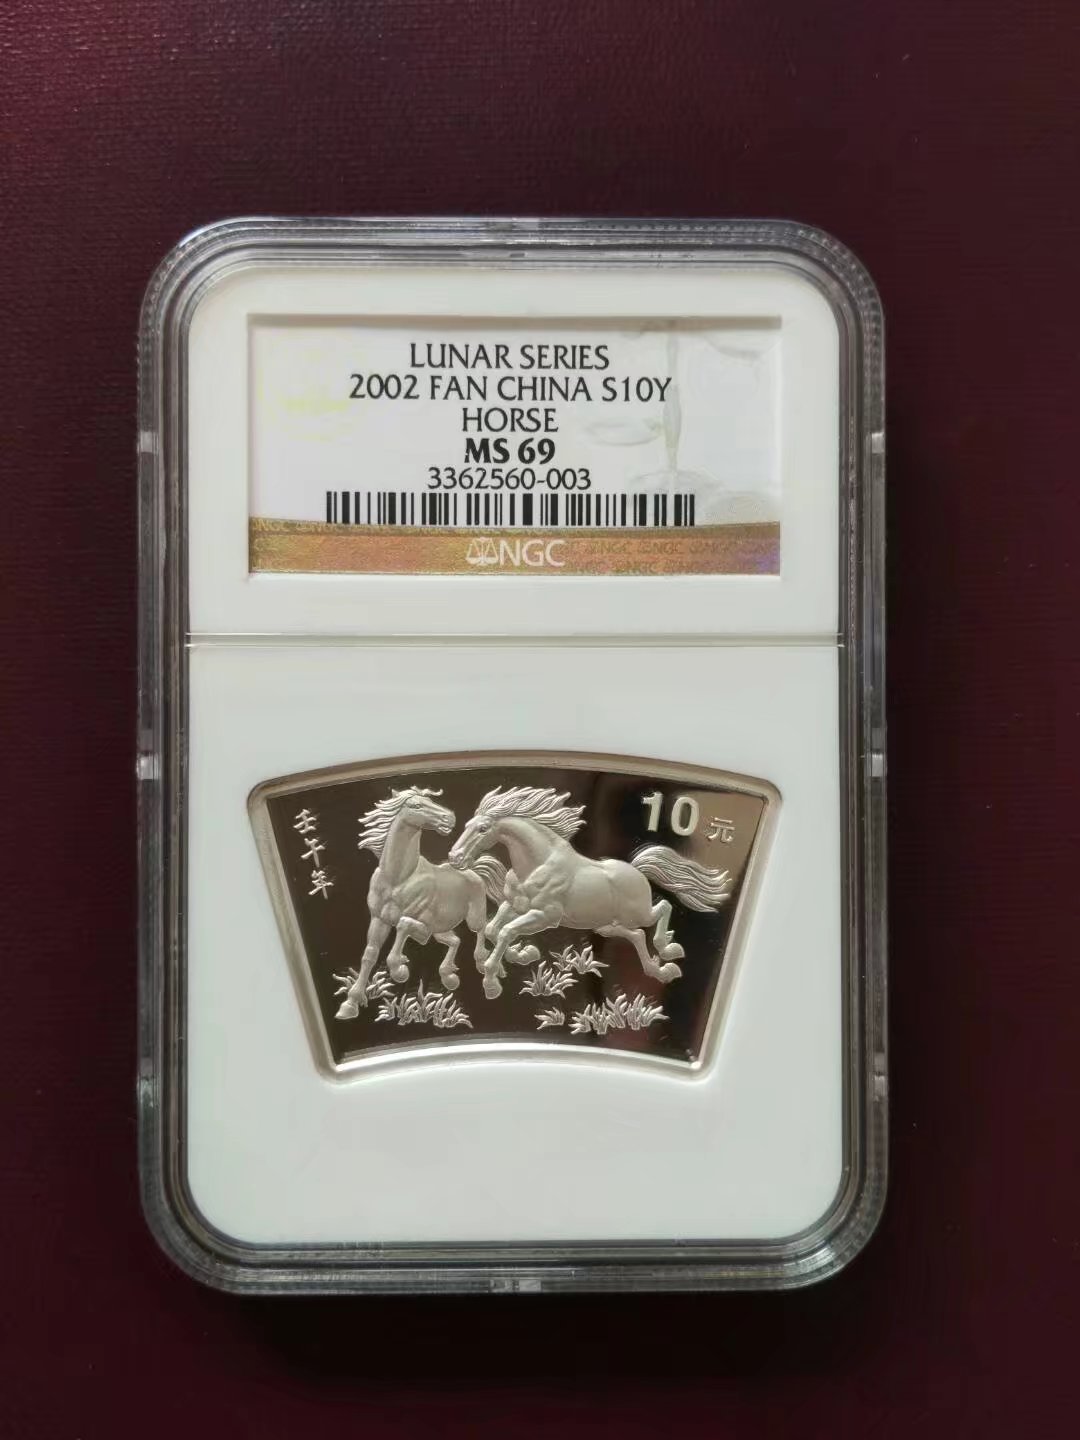 LUNAR SERIES
2002 FAN CHINA S10Y
HORSE
MS 69
3362560-003
NGC
壬午年
10元